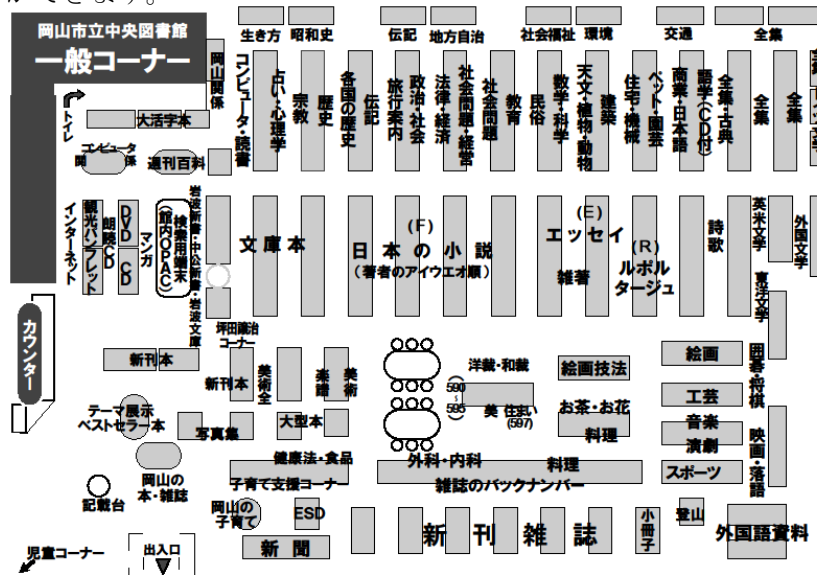 ができます。
岡山市立中央図書館
一般コーナー
生き方
昭和史
伝記
地方自治
社会福祉
環境
交通
全集
岡山関係
コンピュータ・読書
占い・心理学
宗教
歴史
各国の歴史
伝記
旅行案内
政治・社会
法律・経済
社会問題・経営
社会問題
教育
民俗
数学・科学
天文・植物・動物
建築
住宅・機械
ペット・園芸
商業・日本語
語学(CD付)
全集・古典
全集
全集
全集
トイレ
大活字本
コンピュータ
関係
週刊百科
インターネット
観光パンフレット
朗読CD
DVD
CD
マンガ
検索用端末
(館内OPAC)
岩波新書・中公新書・岩波文庫
文庫本
(F)
日本の小説
(著者のアイウエオ順)
(E)
エッセイ
雑著
(R)
ルポル
タージュ
詩歌
英米文学
外国文学
東洋文学
カウンター
坪田譲治
コーナー
新刊本
新刊本
美術全
楽譜
美術
洋裁・和裁
(590~595)
美
住まい
(597)
絵画技法
お茶・お花
料理
絵画
工芸
音楽
演劇
スポーツ
囲碁・将棋
映画・落語
テーマ展示
ベストセラー本
写真集
大型本
健康法・食品
外科・内科
料理
子育て支援コーナー
雑誌のバックナンバー
岡山の
本・雑誌
記載台
岡山の
子育て
ESD
新聞
新刊雑誌
小冊子
登山
外国語資料
児童コーナー
出入口